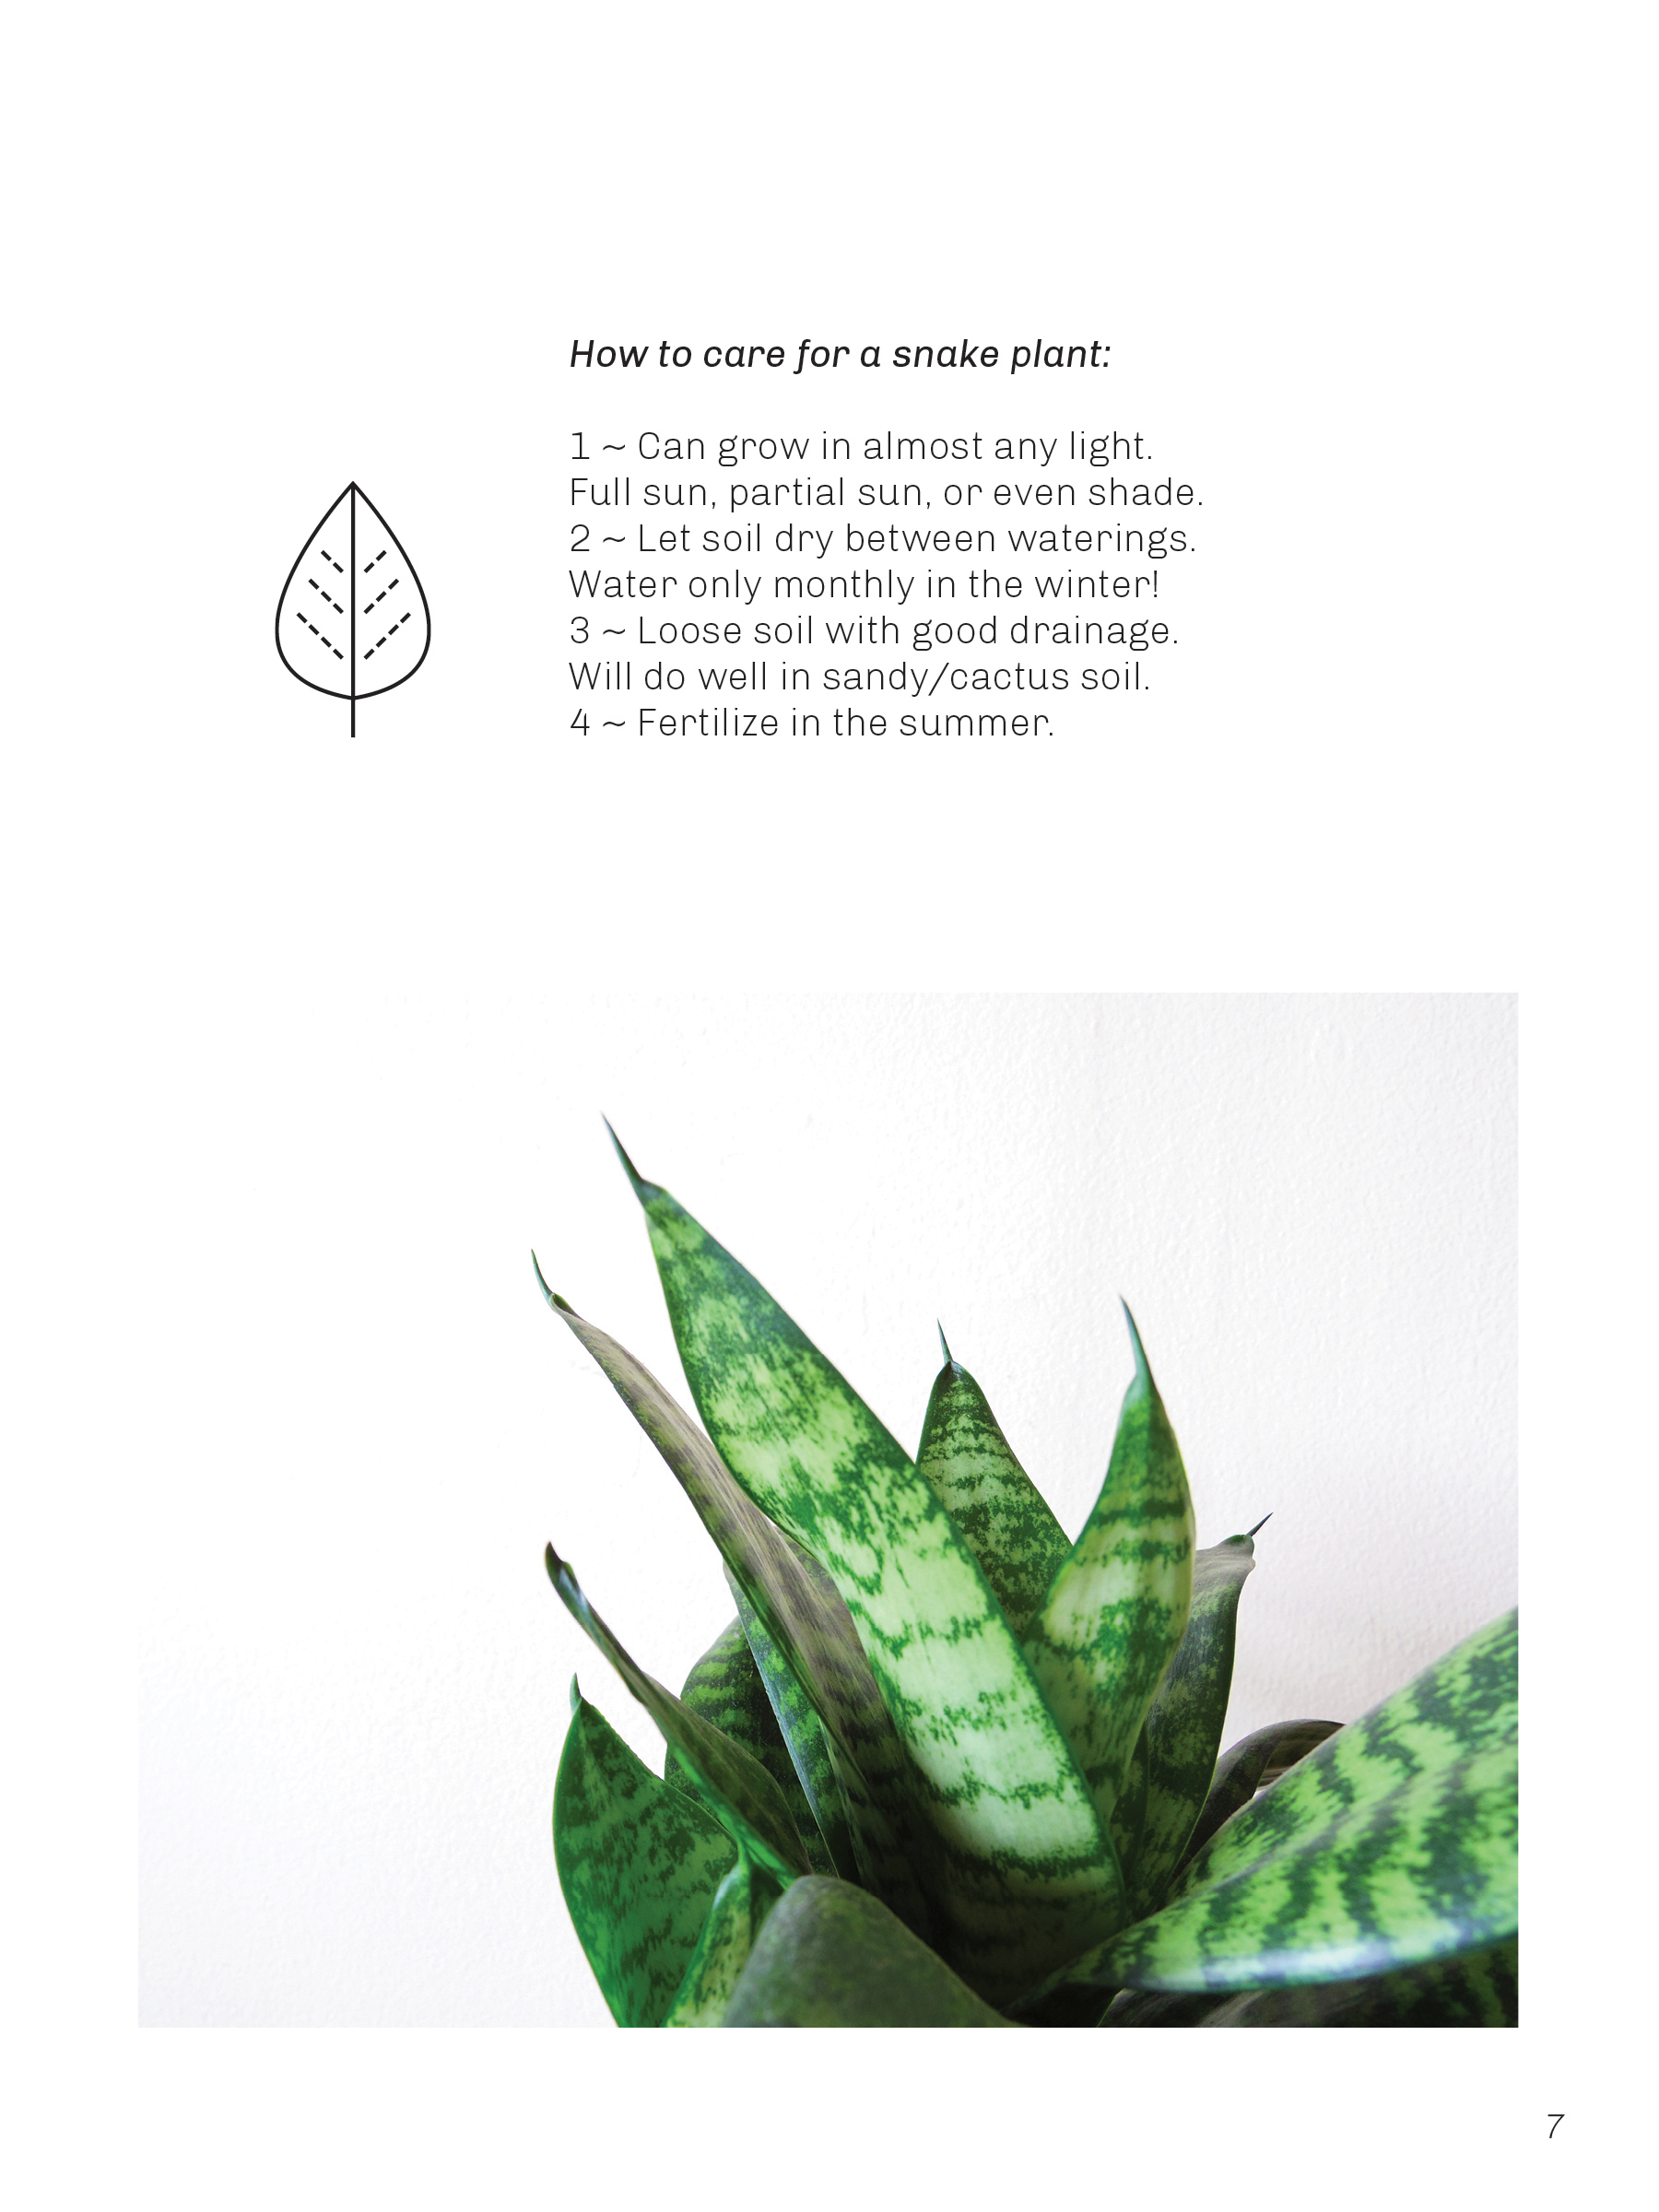 How to care for a snake plant:
1 ~ Can grow in almost any light.
Full sun, partial sun, or even shade.
2 ~ Let soil dry between waterings.
Water only monthly in the winter!
3 ~ Loose soil with good drainage.
Will do well in sandy/cactus soil.
4 ~ Fertilize in the summer.
7